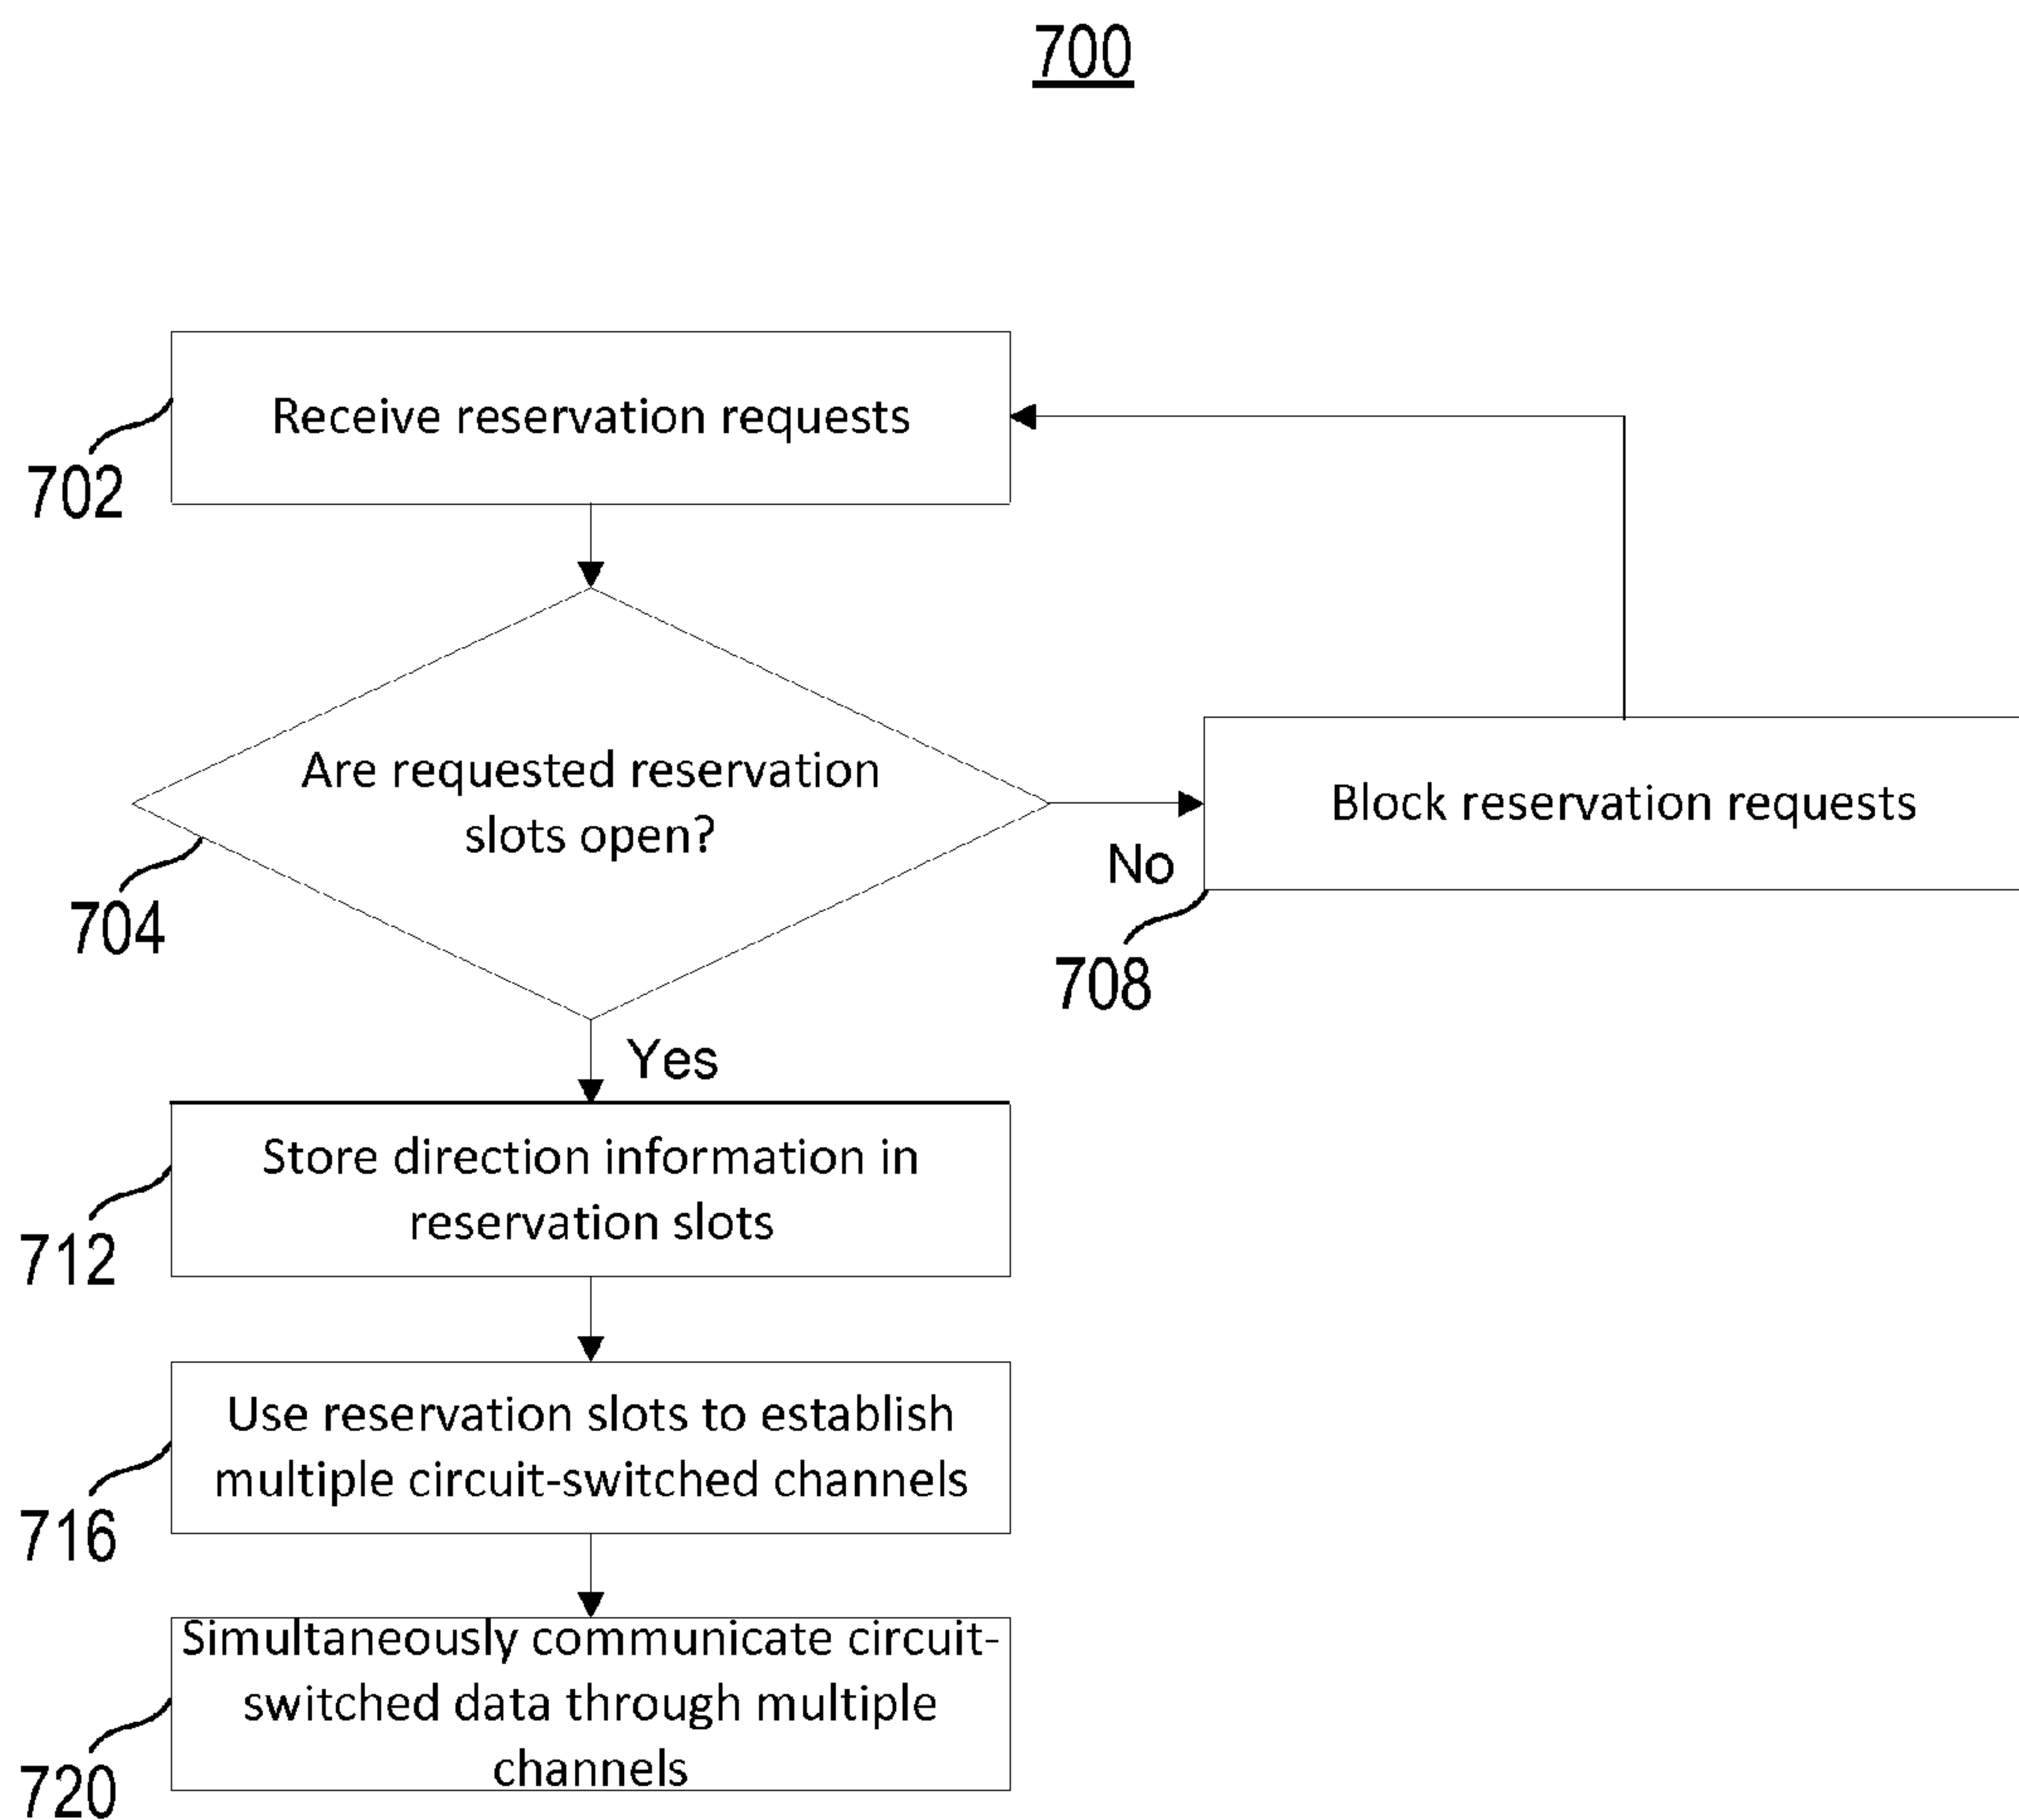 700
Receive reservation requests
702
Are requested reservation
slots open?
704
No
Block reservation requests
708
Yes
Store direction information in
reservation slots
712
Use reservation slots to establish
multiple circuit-switched channels
716
Simultaneously communicate circuit-
switched data through multiple
channels
720